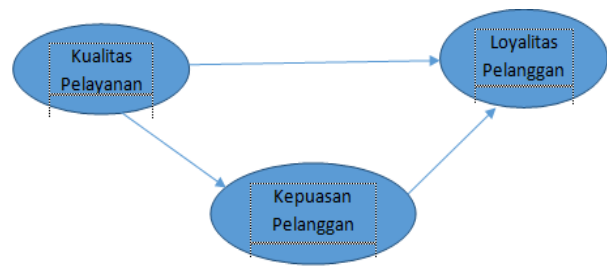 Kualitas
Pelayanan
Loyalitas
Pelanggan
Kepuasan
Pelanggan